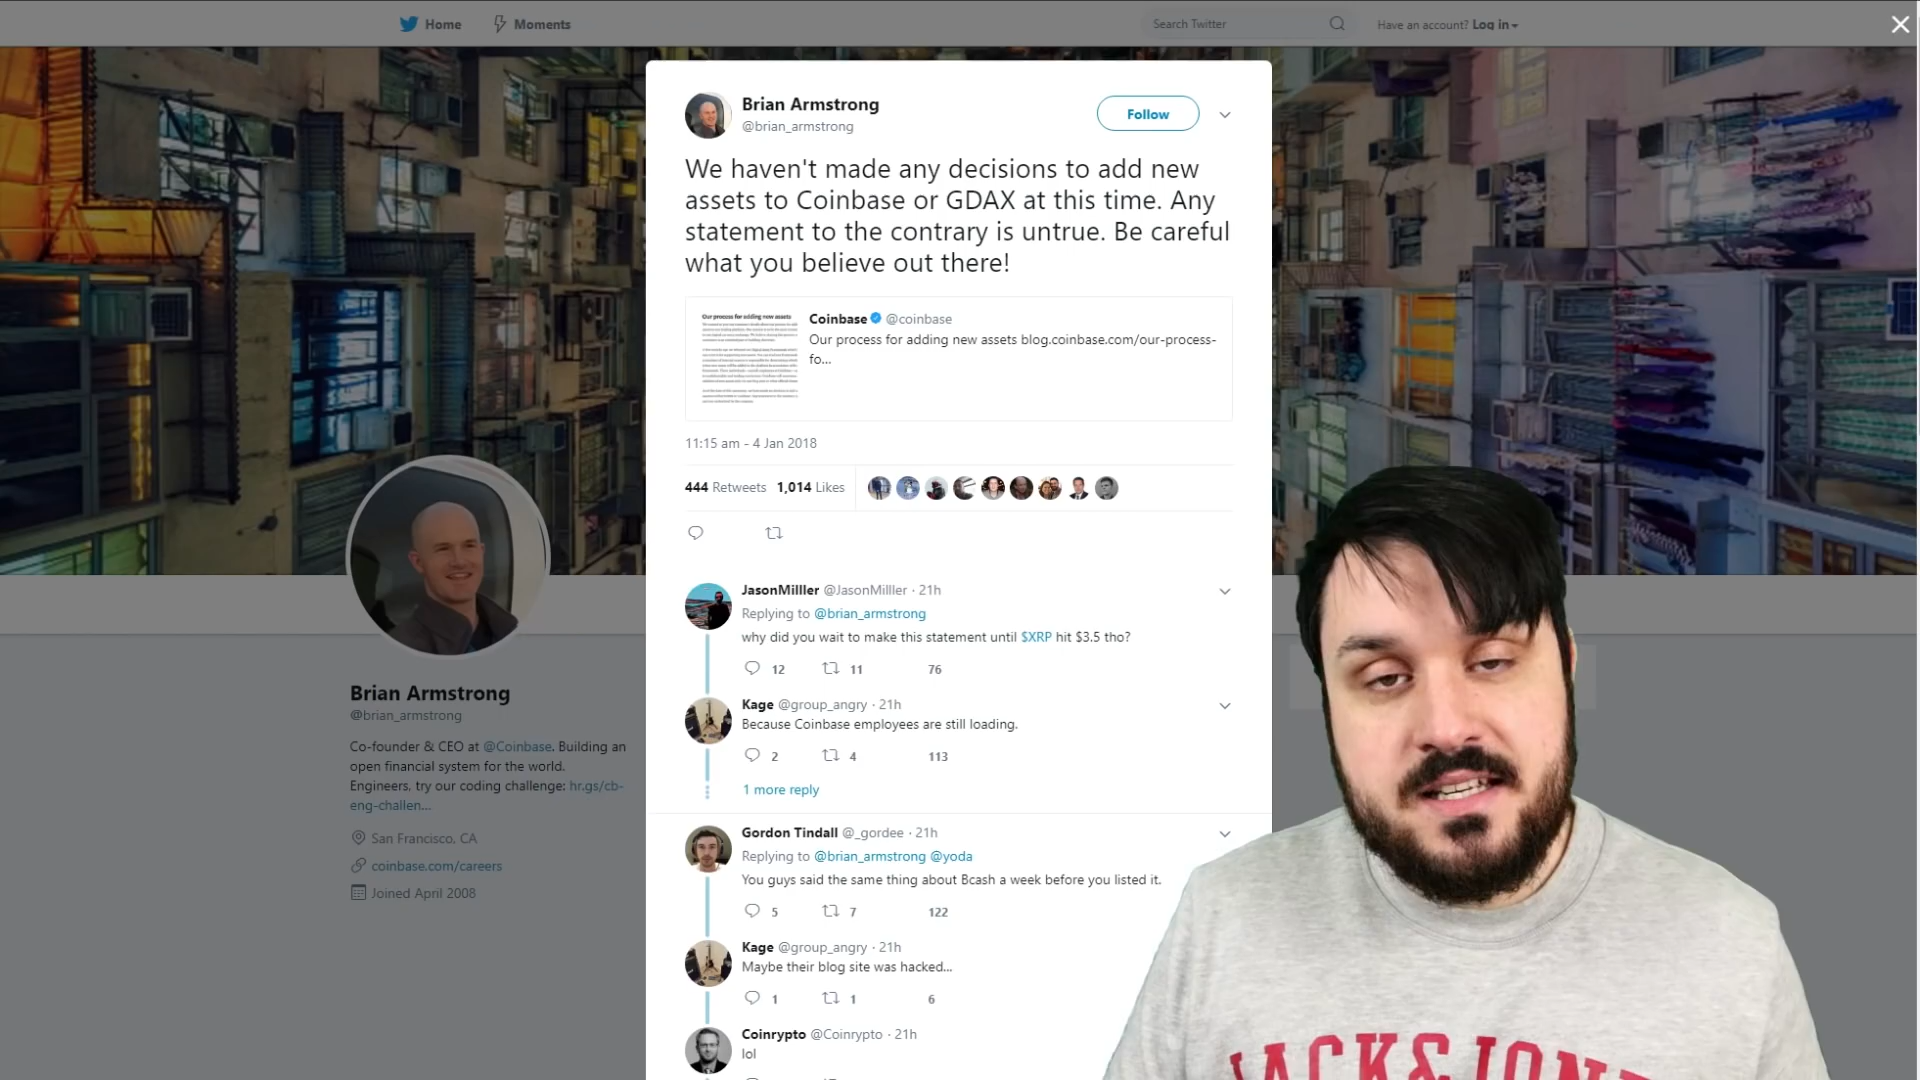 Home
Moments
Search Twitter
Have an account? Log in
Brian Armstrong
@brian_armstrong
Follow
We haven't made any decisions to add new
assets to Coinbase or GDAX at this time. Any
statement to the contrary is untrue. Be careful
what you believe out there!
Our process for adding new assets
Coinbase @coinbase
Our process for adding new assets blog.coinbase.com/our-process-
fo...
11:15 am - 4 Jan 2018
444 Retweets 1,014 Likes
JasonMilller @JasonMilller · 21h
Replying to @brian_armstrong
why did you wait to make this statement until $XRP hit $3.5 tho?
12 11 76
Kage @group_angry · 21h
Because Coinbase employees are still loading.
2 4 113
1 more reply
Gordon Tindall @_gordee · 21h
Replying to @brian_armstrong @yoda
You guys said the same thing about Bcash a week before you listed it.
5 7 122
Kage @group_angry · 21h
Maybe their blog site was hacked...
1 1 6
Coinrypto @Coinrypto · 21h
lol
Brian Armstrong
@brian_armstrong
Co-founder & CEO at @Coinbase. Building an
open financial system for the world.
Engineers, try our coding challenge: hr.gs/cb-
eng-challen...
San Francisco, CA
coinbase.com/careers
Joined April 2008
JACK & JON